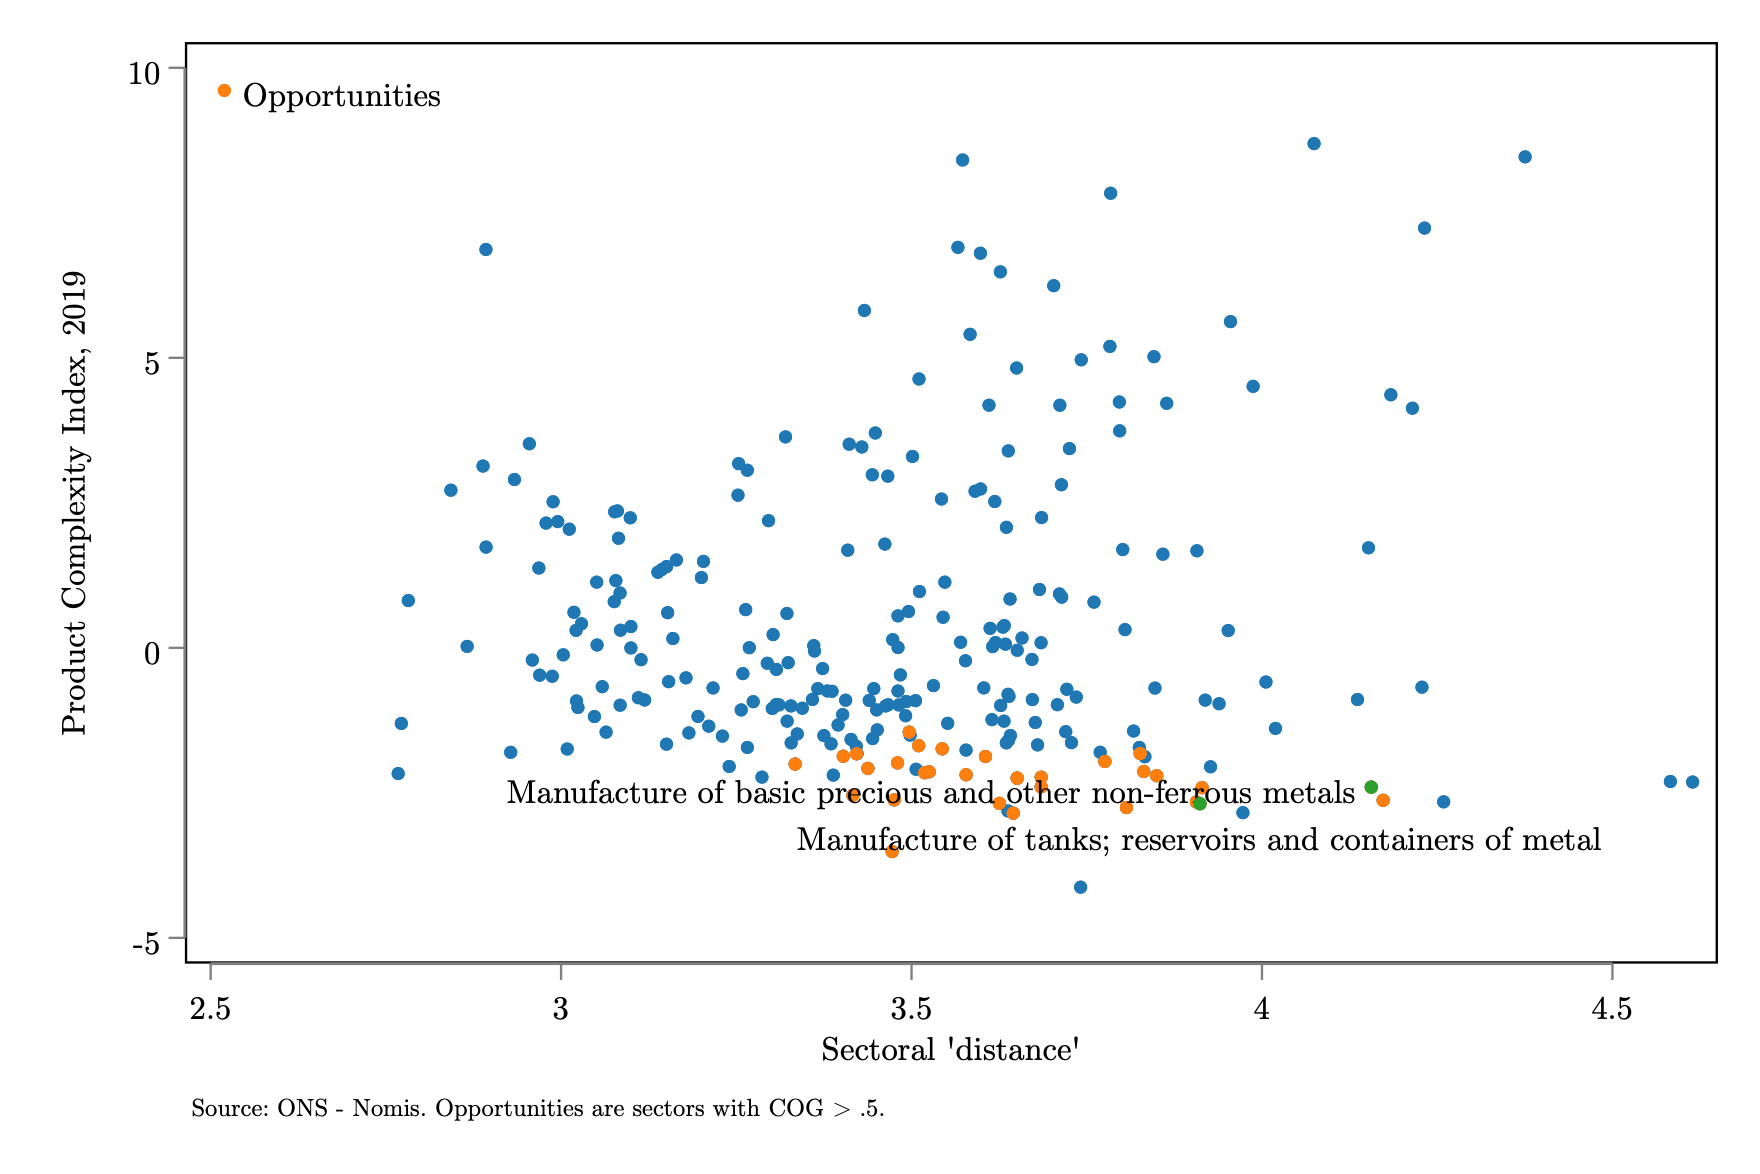 10
Opportunities
5
0
-5
Product Complexity Index, 2019
Manufacture of basic precious and other non-ferrous metals
Manufacture of tanks; reservoirs and containers of metal
2.5 3 3.5 4 4.5
Sectoral 'distance'
Source: ONS - Nomis. Opportunities are sectors with COG > .5.